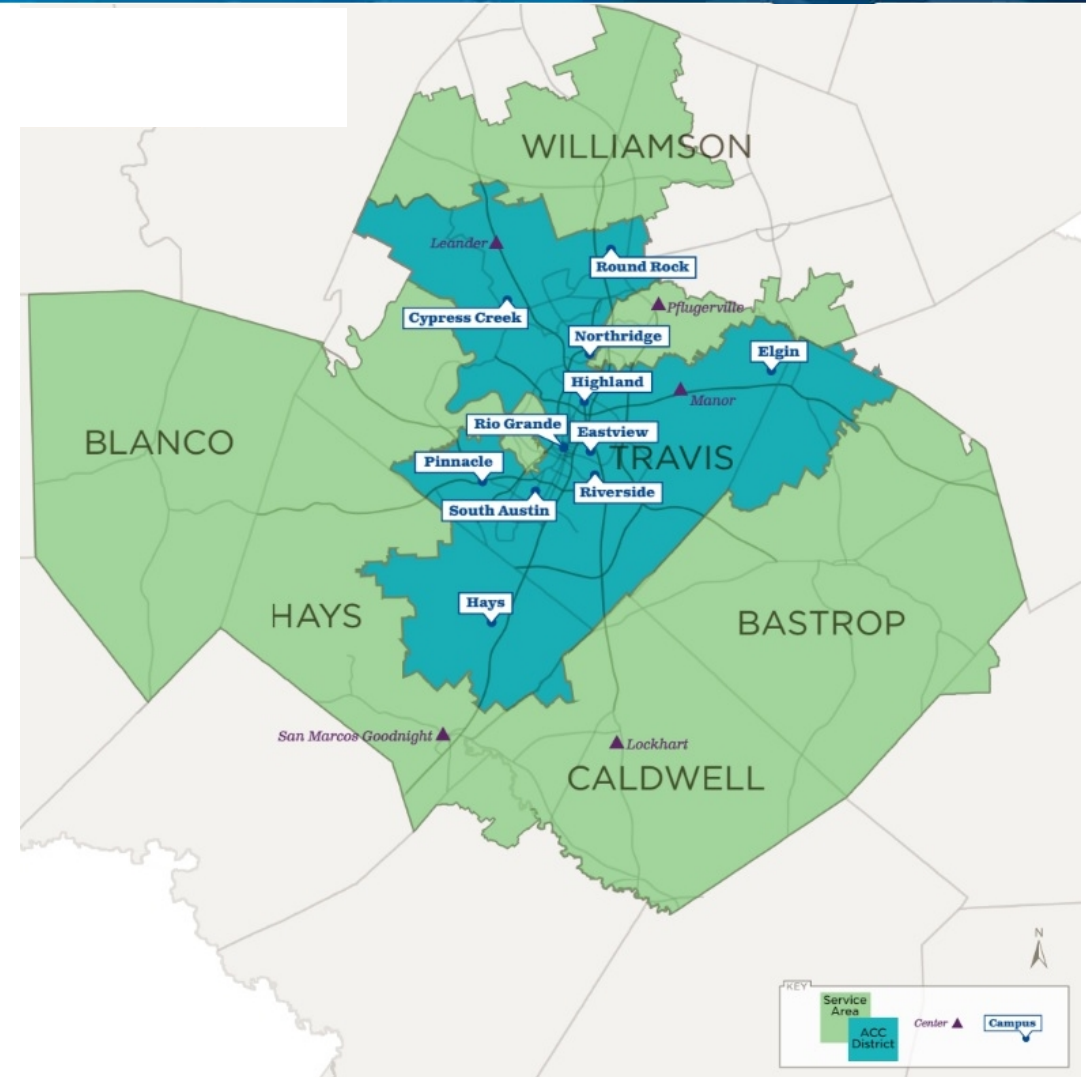 WILLIAMSON
Leander
Round Rock
Cypress Creek
Pflugerville
Northridge
Elgin
Highland
Manor
Rio Grande
Eastview
BLANCO
TRAVIS
Pinnacle
Riverside
South Austin
Hays
HAYS
BASTROP
San Marcos Goodnight
Lockhart
CALDWELL
N
KEY
Service
Area
ACC
District
Center
Campus